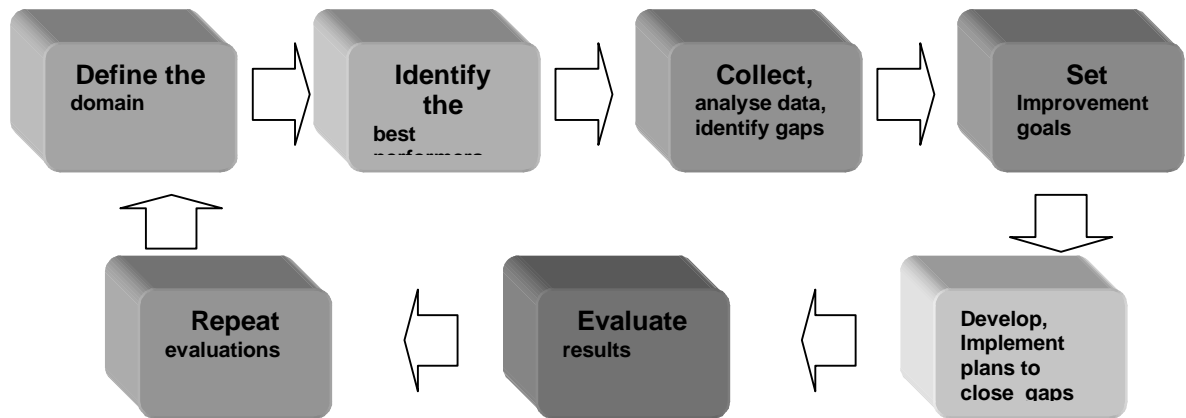 Define the
domain
Identify
the
best
performers
Collect,
analyse data,
identify gaps
Set
Improvement
goals
Develop,
Implement
plans to
close gaps
Evaluate
results
Repeat
evaluations